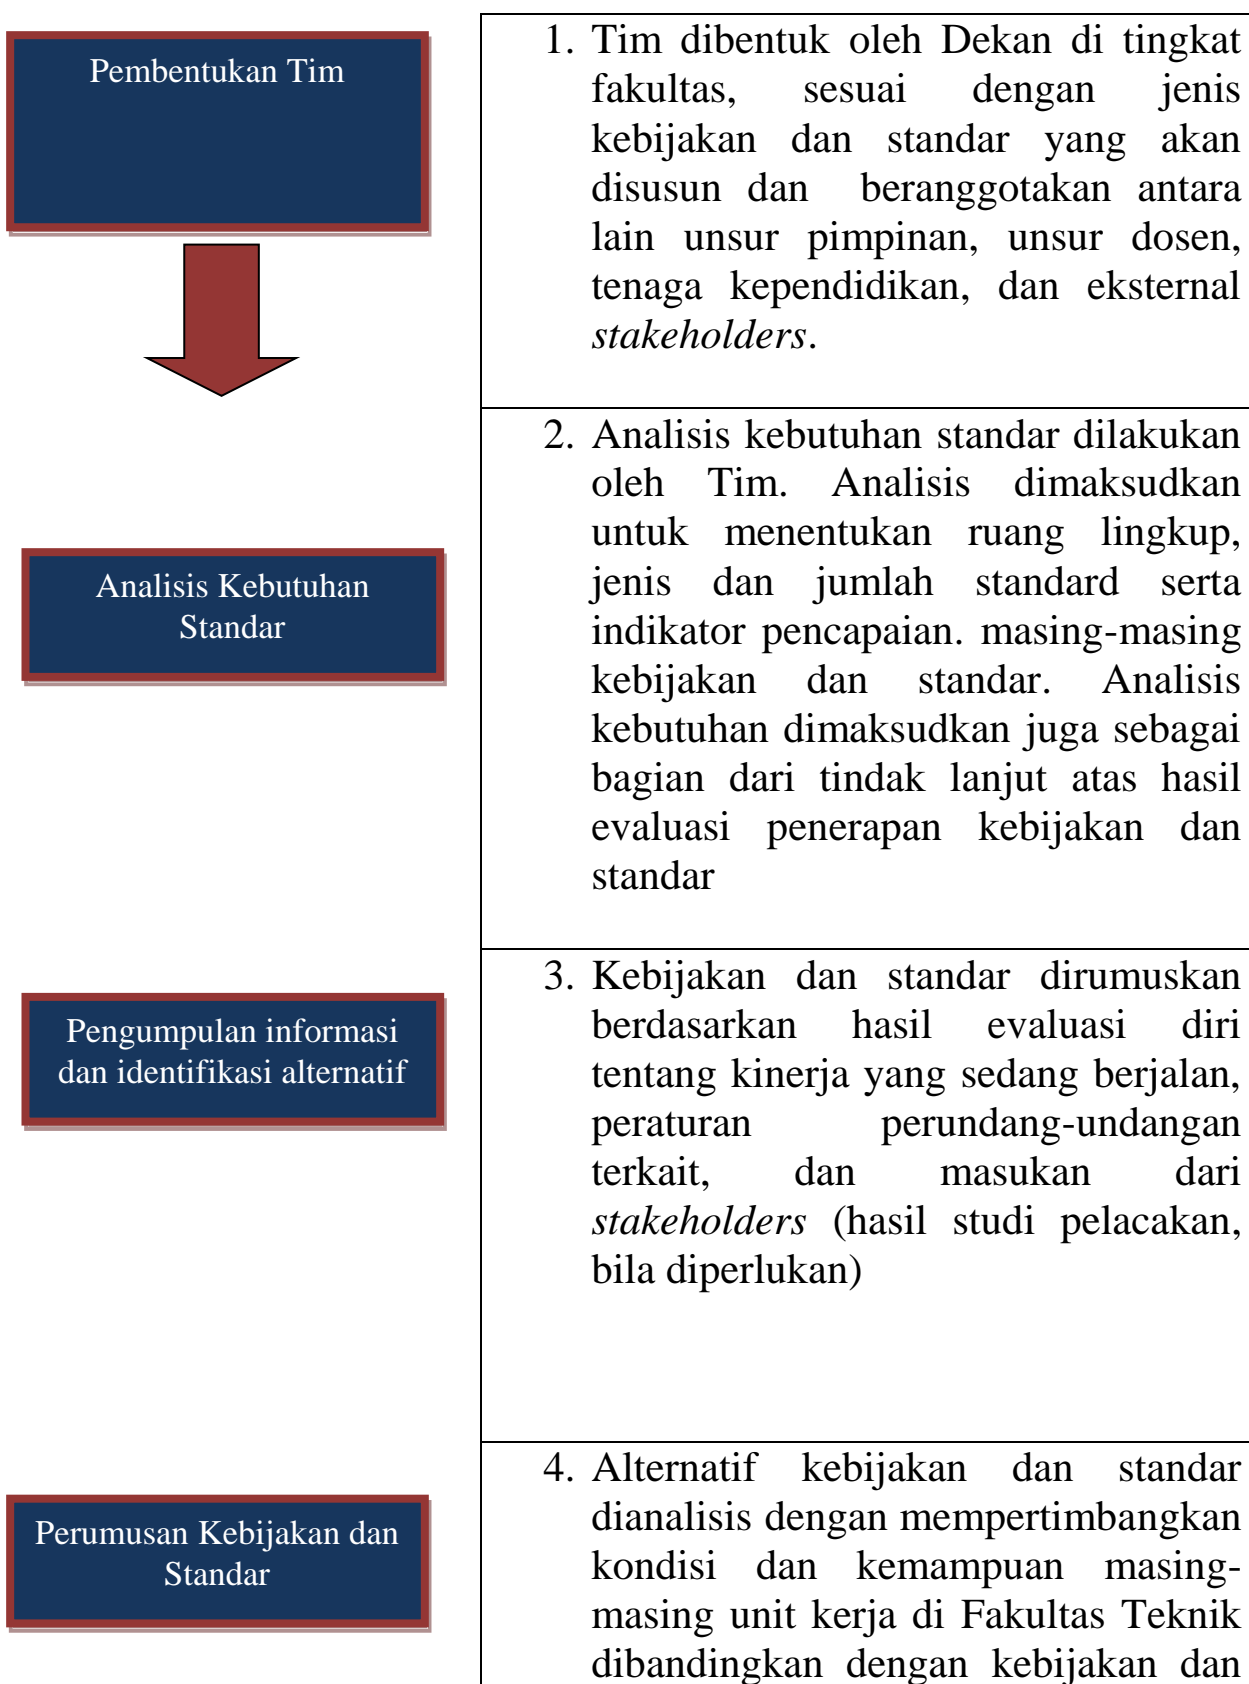 Pembentukan Tim
1. Tim dibentuk oleh Dekan di tingkat
fakultas, sesuai dengan jenis
kebijakan dan standar yang akan
disusun dan beranggotakan antara
lain unsur pimpinan, unsur dosen,
tenaga kependidikan, dan eksternal
stakeholders.
Analisis Kebutuhan
Standar
2. Analisis kebutuhan standar dilakukan
oleh Tim. Analisis dimaksudkan
untuk menentukan ruang lingkup,
jenis dan jumlah standard serta
indikator pencapaian. masing-masing
kebijakan dan standar. Analisis
kebutuhan dimaksudkan juga sebagai
bagian dari tindak lanjut atas hasil
evaluasi penerapan kebijakan dan
standar
Pengumpulan informasi
dan identifikasi alternatif
3. Kebijakan dan standar dirumuskan
berdasarkan hasil evaluasi diri
tentang kinerja yang sedang berjalan,
peraturan perundang-undangan
terkait, dan masukan dari
stakeholders (hasil studi pelacakan,
bila diperlukan)
Perumusan Kebijakan dan
Standar
4. Alternatif kebijakan dan standar
dianalisis dengan mempertimbangkan
kondisi dan kemampuan masing-
masing unit kerja di Fakultas Teknik
dibandingkan dengan kebijakan dan